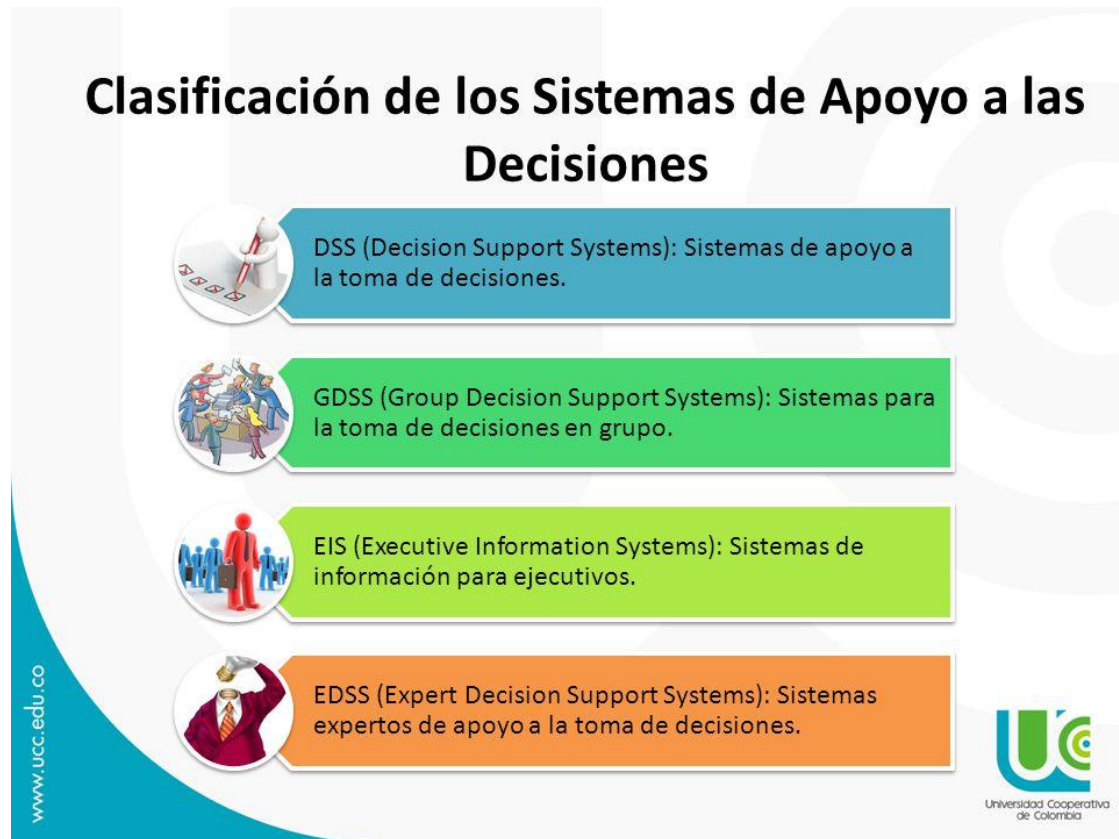 Clasificación de los Sistemas de Apoyo a las
Decisiones
DSS (Decision Support Systems): Sistemas de apoyo a
la toma de decisiones.
GDSS (Group Decision Support Systems): Sistemas para
la toma de decisiones en grupo.
EIS (Executive Information Systems): Sistemas de
información para ejecutivos.
EDSS (Expert Decision Support Systems): Sistemas
expertos de apoyo a la toma de decisiones.
www.ucc.edu.co
Universidad Cooperativa
de Colombia